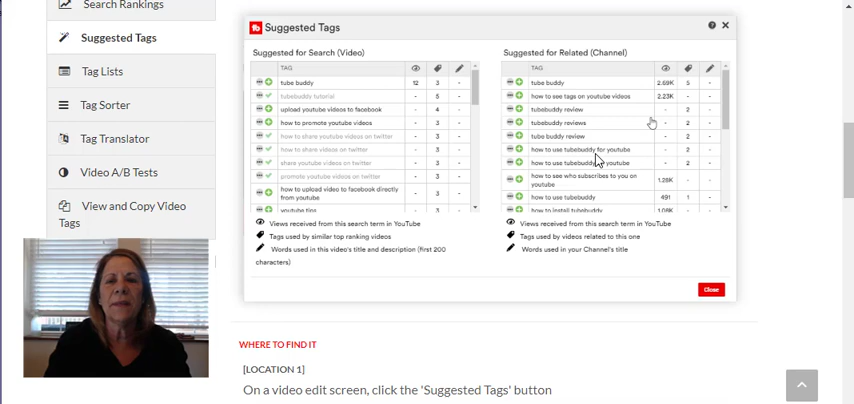 Search Rankings
Suggested Tags
Tag Lists
Tag Sorter
Tag Translator
Video A/B Tests
View and Copy Video
Tags
tb Suggested Tags
Suggested for Search (Video)
TAG
tube buddy 12 3 -
tubebuddy tutorial - 5 -
upload youtube videos to facebook - 4 -
how to promote youtube videos - 3 -
how to share youtube videos on twitter - 3 -
how to share videos on twitter - 3 -
share youtube videos on twitter - 3 -
promote youtube videos - 3 -
how to upload video to facebook directly
from youtube - 3 -
youtube tips - 3 -
Views received from this search term in YouTube
Tags used by similar top ranking videos
Words used in this video's title and description (first 200
characters)
Suggested for Related (Channel)
TAG
tube buddy 2.69K 5 -
how to see tags on youtube videos 2.23K - -
tubebuddy review - 2 -
tubebuddy reviews - 2 -
tube buddy review - 2 -
how to use tubebuddy for youtube - 2 -
how to use tubebuddy youtube - 2 -
how to see who subscribes to you on
youtube 1.28K - -
how to use tubebuddy 491 1 -
how to install tubebuddy 1.08K - -
Views received from this search term in YouTube
Tags used by videos related to this one
Words used in your Channel's title
Close
WHERE TO FIND IT
[LOCATION 1]
On a video edit screen, click the 'Suggested Tags' button